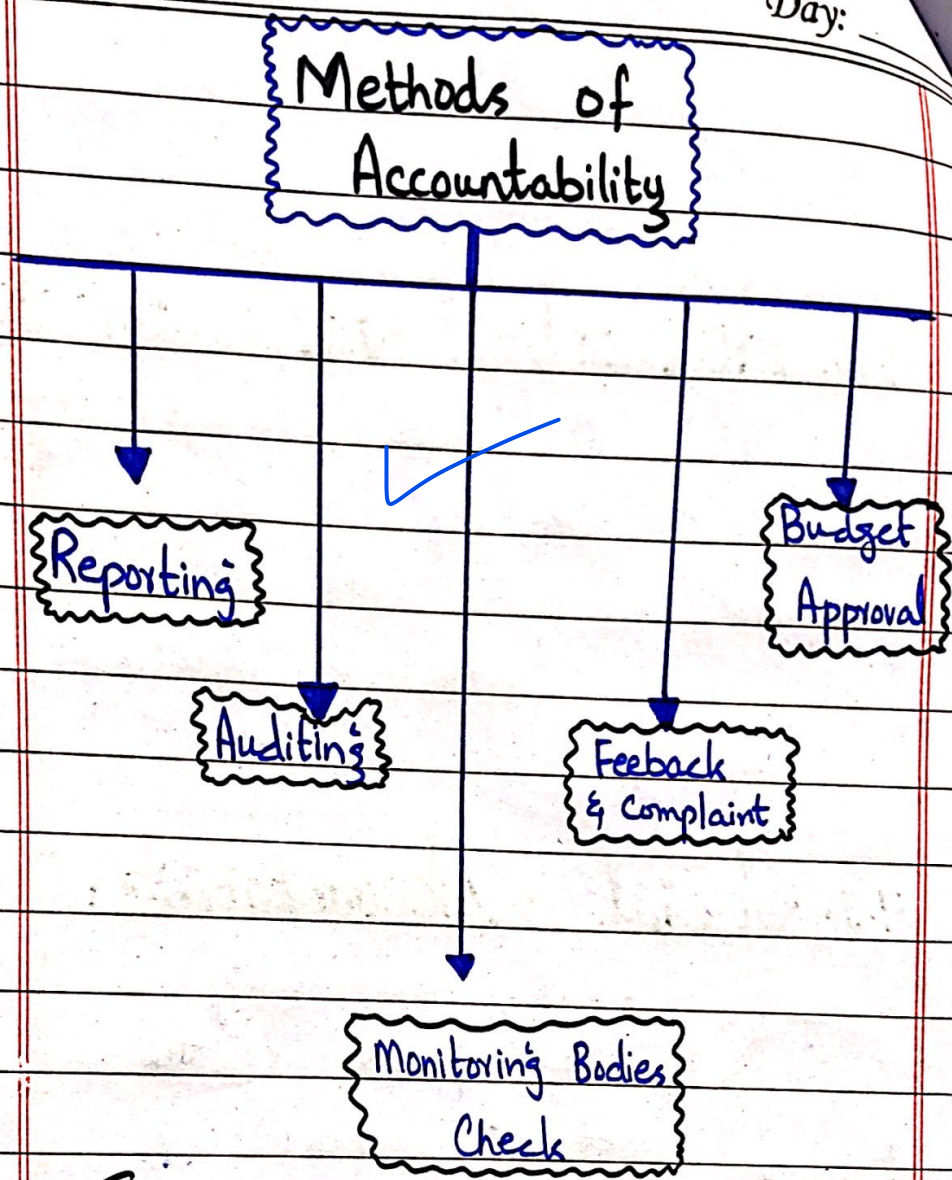 Day:
Methods of
Accountability
Reporting
Auditing
Monitoring Bodies
Check
Feeback
& Complaint
Budget
Approval